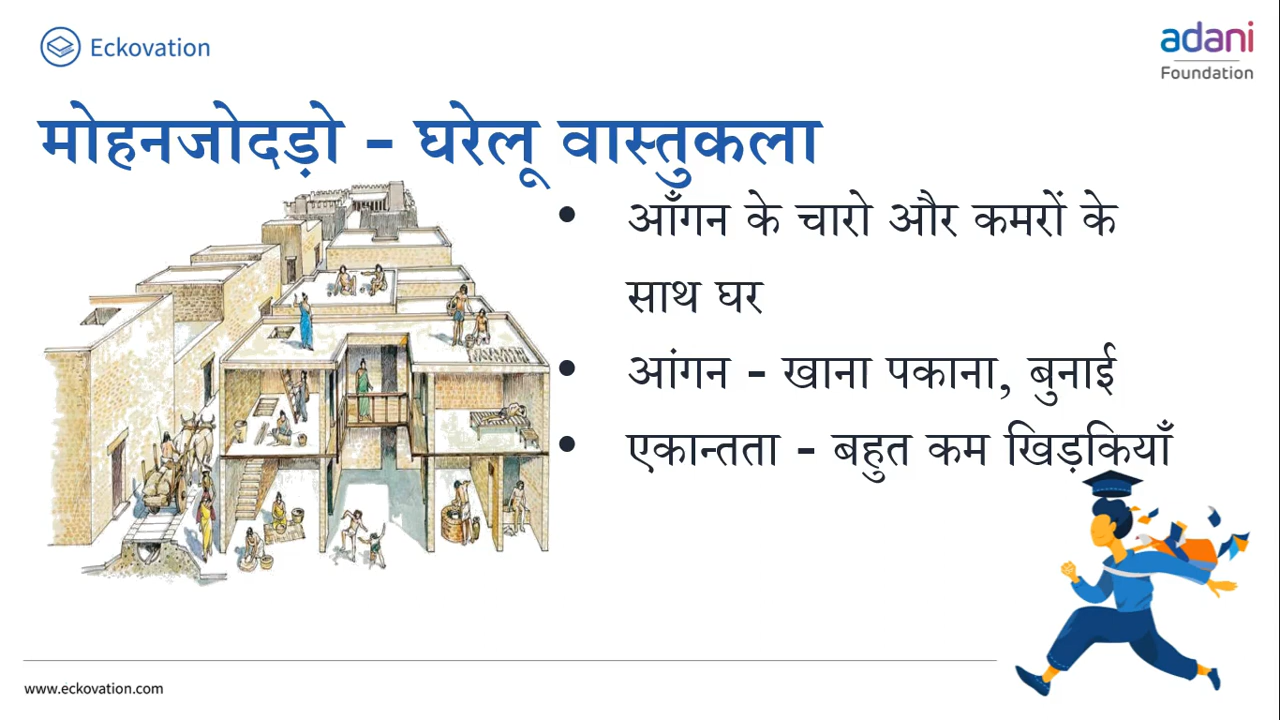 Eckovation
adani
Foundation
मोहनजोदड़ो - घरेलू वास्तुकला
• आँगन के चारो और कमरों के
साथ घर
• आंगन - खाना पकाना, बुनाई
• एकान्तता - बहुत कम खिड़कियाँ
www.eckovation.com